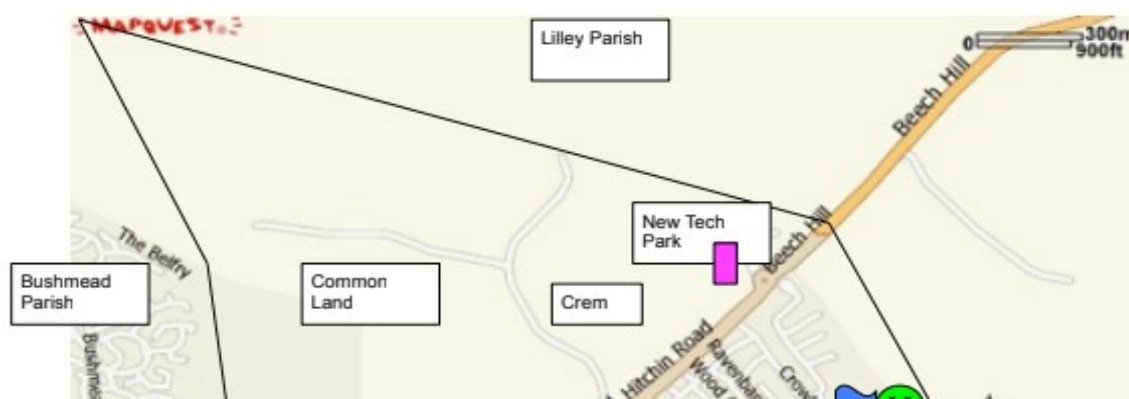 MAPQUEST
Lilley Parish
300m
0
900ft
Beech Hill
New Tech
Park
The Belfry
Beech Hill
Bushmead
Parish
Common
Land
Crem
Hitchin Road
Wood